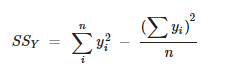 $SS_Y = \sum_{i}^{n} y_i^2 - \frac{\left(\sum y_i\right)^2}{n}$